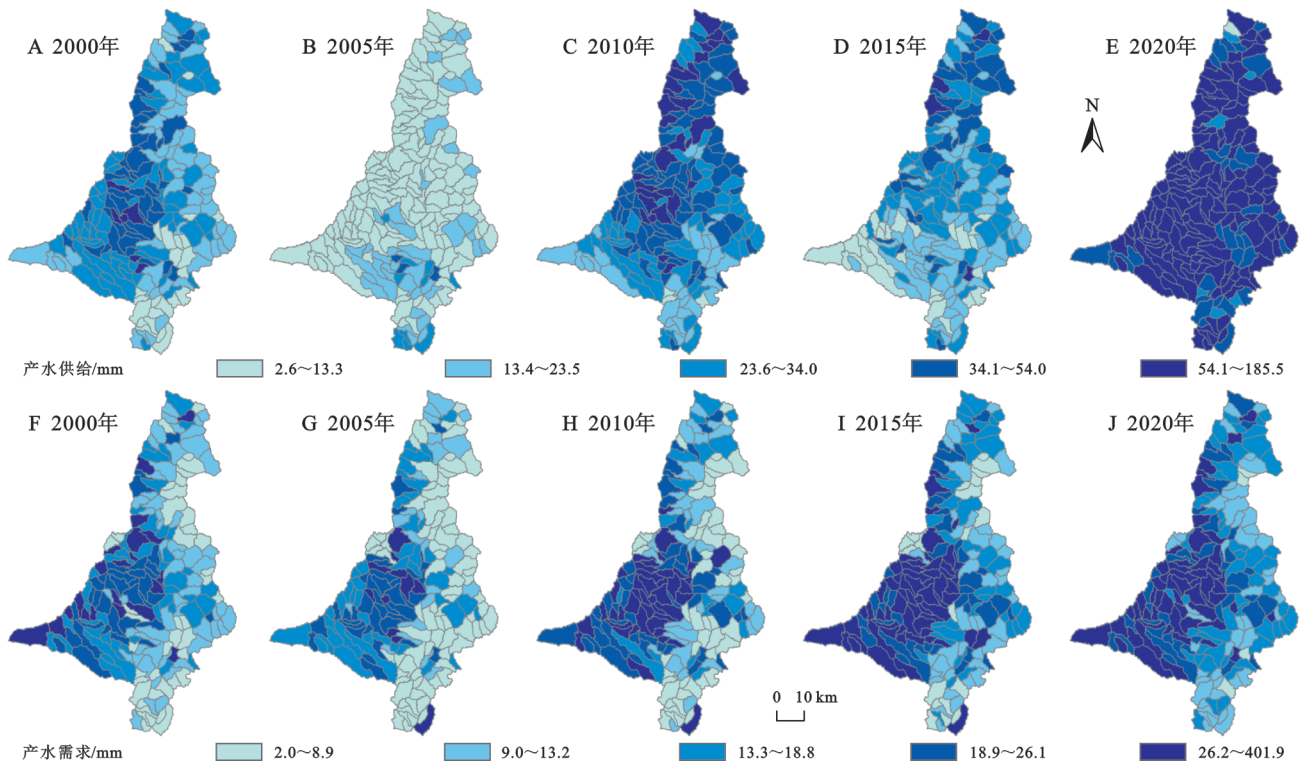 A 2000年
B 2005年
C 2010年
D 2015年
E 2020年
N
产水供给/mm
2.6～13.3
13.4～23.5
23.6～34.0
34.1～54.0
54.1～185.5
F 2000年
G 2005年
H 2010年
I 2015年
J 2020年
0 10 km
产水需求/mm
2.0～8.9
9.0～13.2
13.3～18.8
18.9～26.1
26.2～401.9